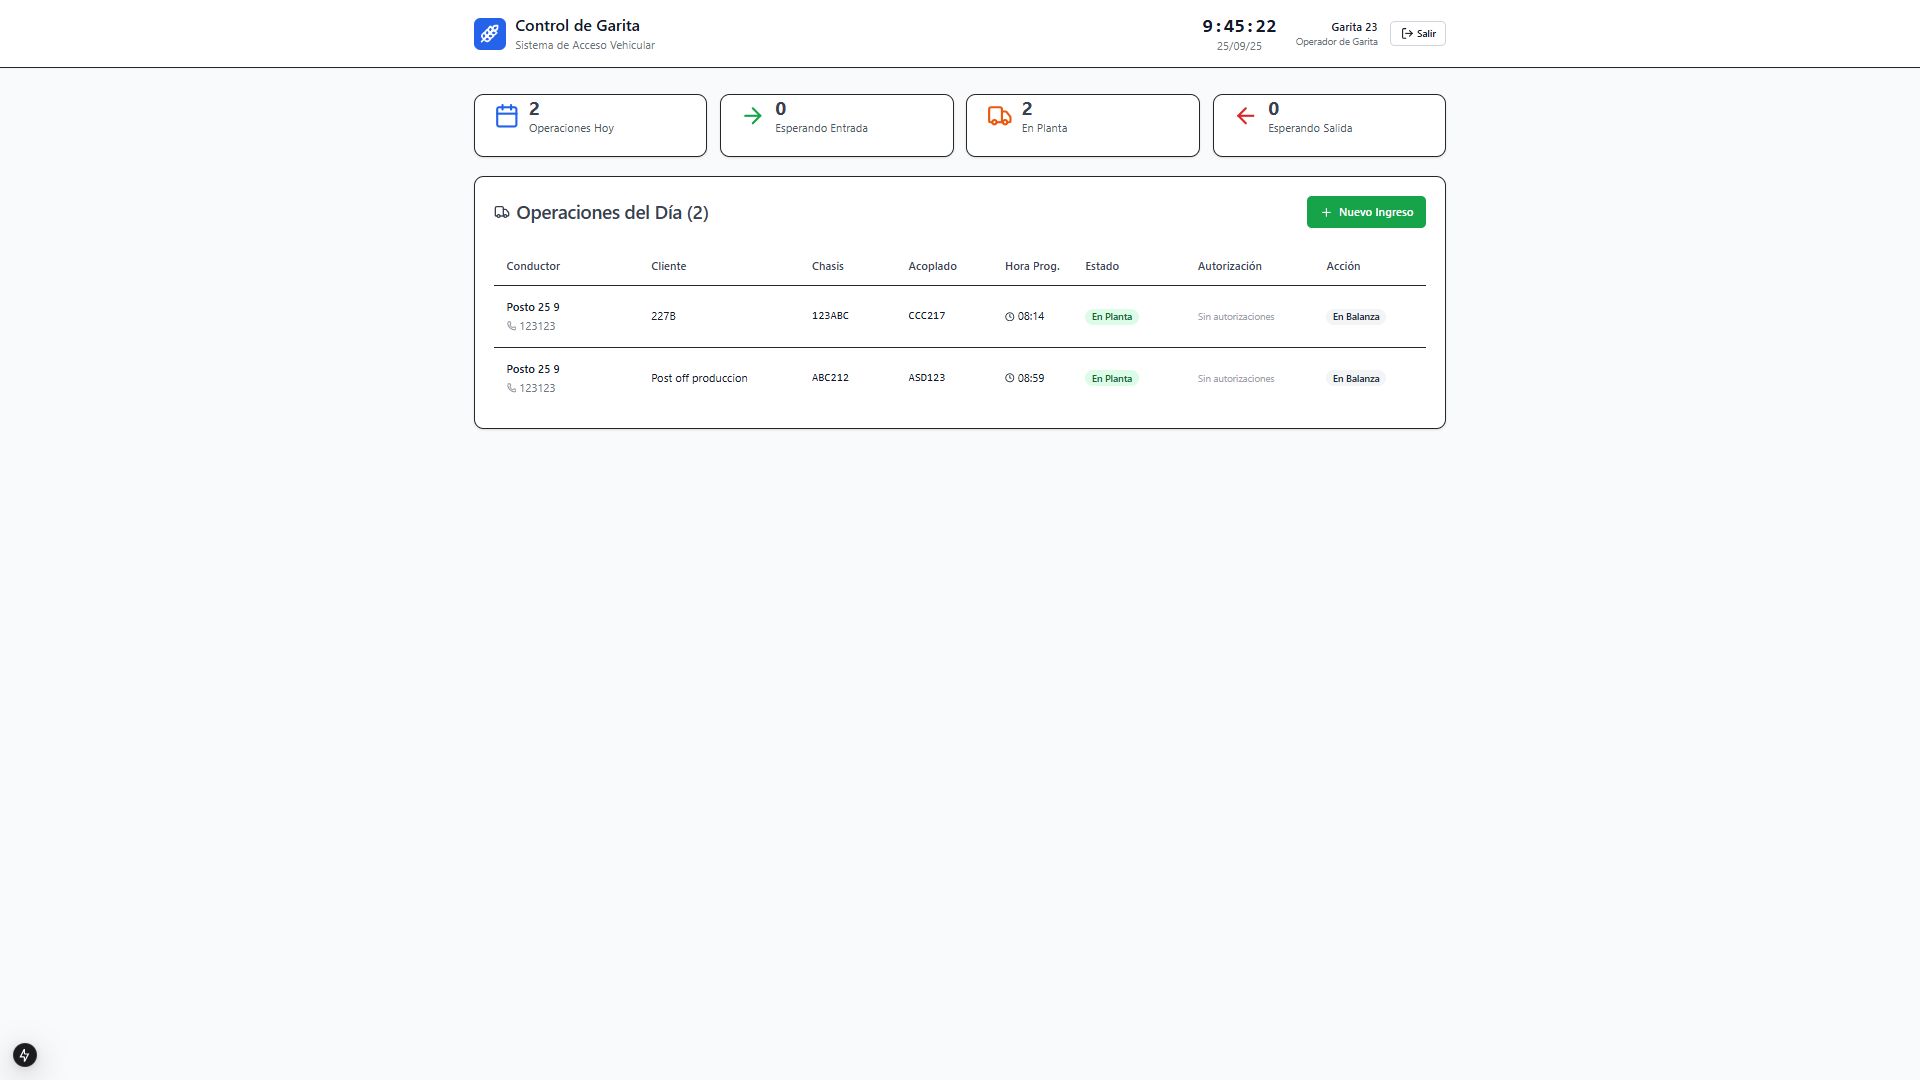 Control de Garita
Sistema de Acceso Vehicular
9:45:22
25/09/25
Garita 23
Operador de Garita
Salir
2
Operaciones Hoy
0
Esperando Entrada
2
En Planta
0
Esperando Salida
Operaciones del Día (2)
Nuevo Ingreso
Conductor Cliente Chasis Acoplado Hora Prog. Estado Autorización Acción
Posto 25 9
123123
227B 123ABC CCC217 08:14 En Planta Sin autorizaciones En Balanza
Posto 25 9
123123
Post off produccion ABC212 ASD123 08:59 En Planta Sin autorizaciones En Balanza